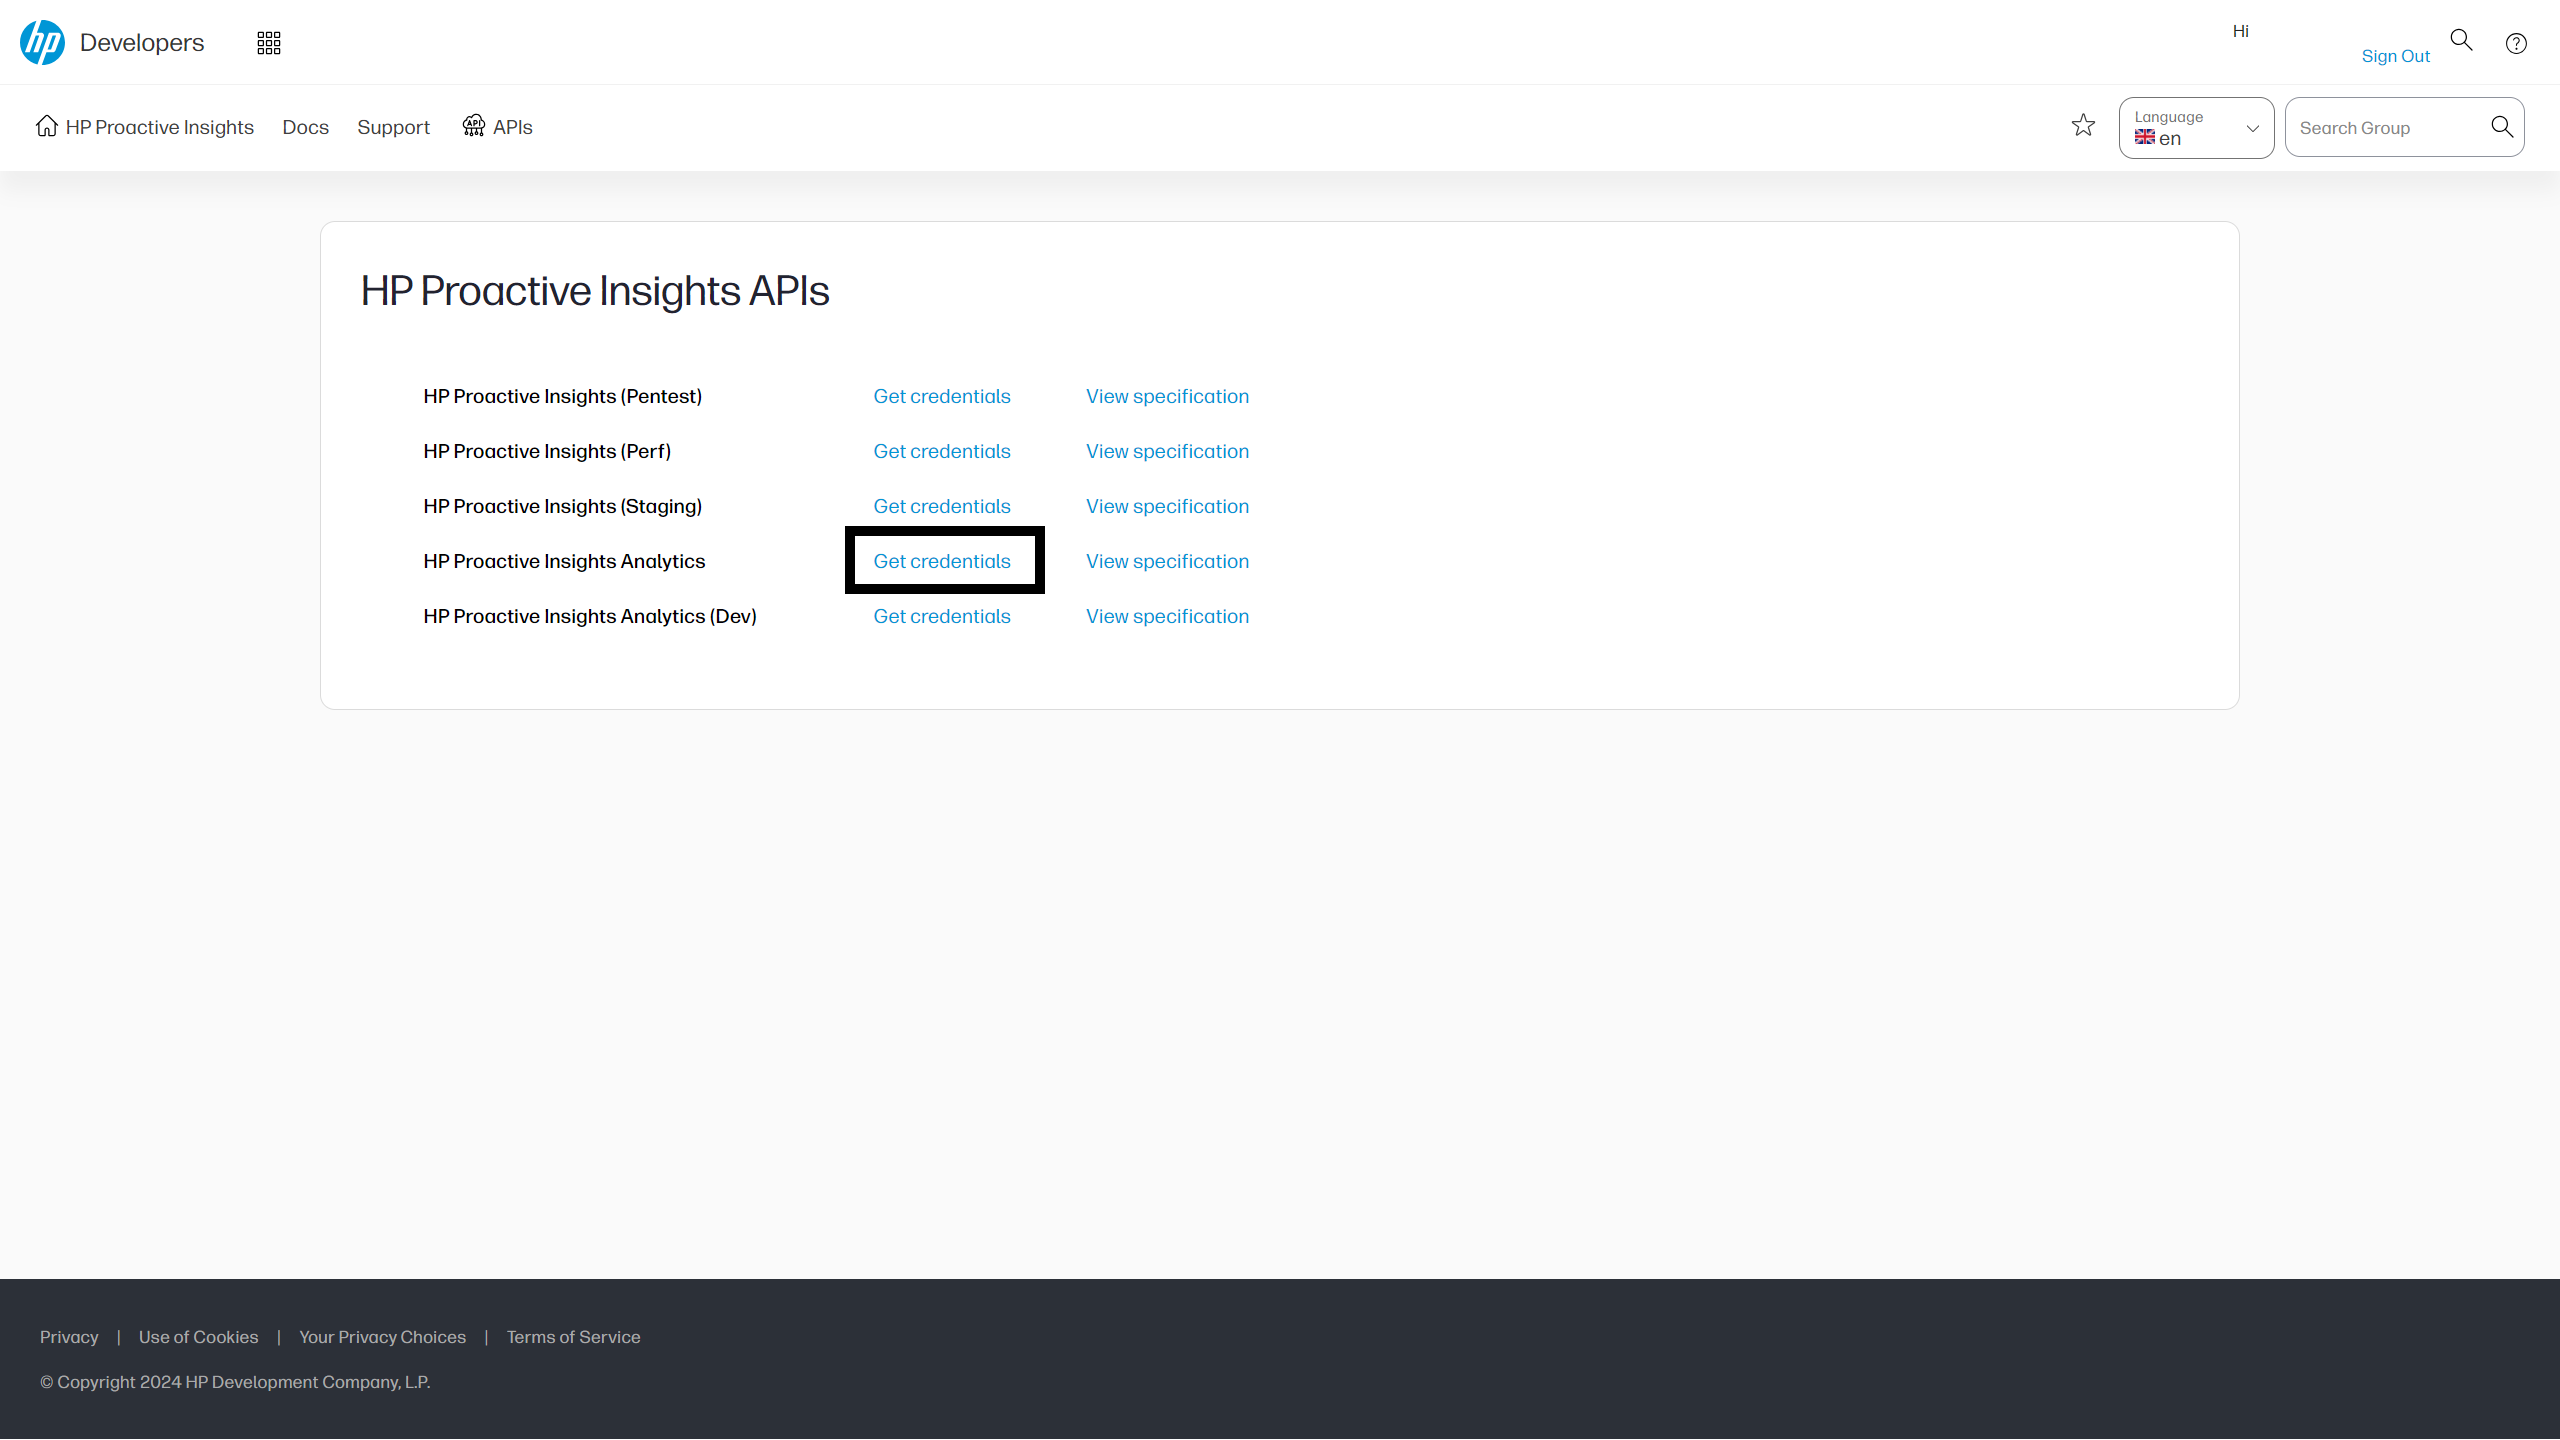 hp Developers
Hi
Sign Out
HP Proactive Insights Docs Support API APIs
Language
en
Search Group
HP Proactive Insights APIs
HP Proactive Insights (Pentest) Get credentials View specification
HP Proactive Insights (Perf) Get credentials View specification
HP Proactive Insights (Staging) Get credentials View specification
HP Proactive Insights Analytics Get credentials View specification
HP Proactive Insights Analytics (Dev) Get credentials View specification
Privacy | Use of Cookies | Your Privacy Choices | Terms of Service
© Copyright 2024 HP Development Company, L.P.